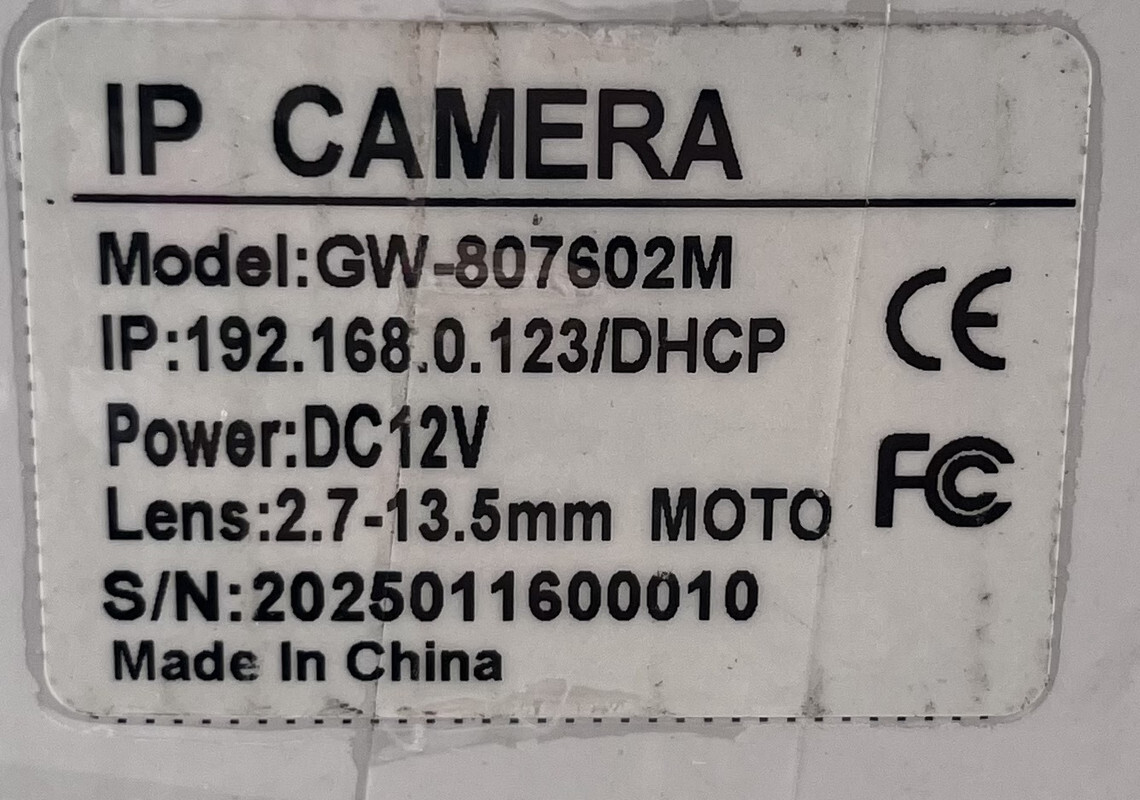 IP CAMERA
Model:GW-807602M
IP:192.168.0.123/DHCP
Power:DC12V
Lens:2.7-13.5mm MOTO
S/N:2025011600010
Made In China
CE
FC